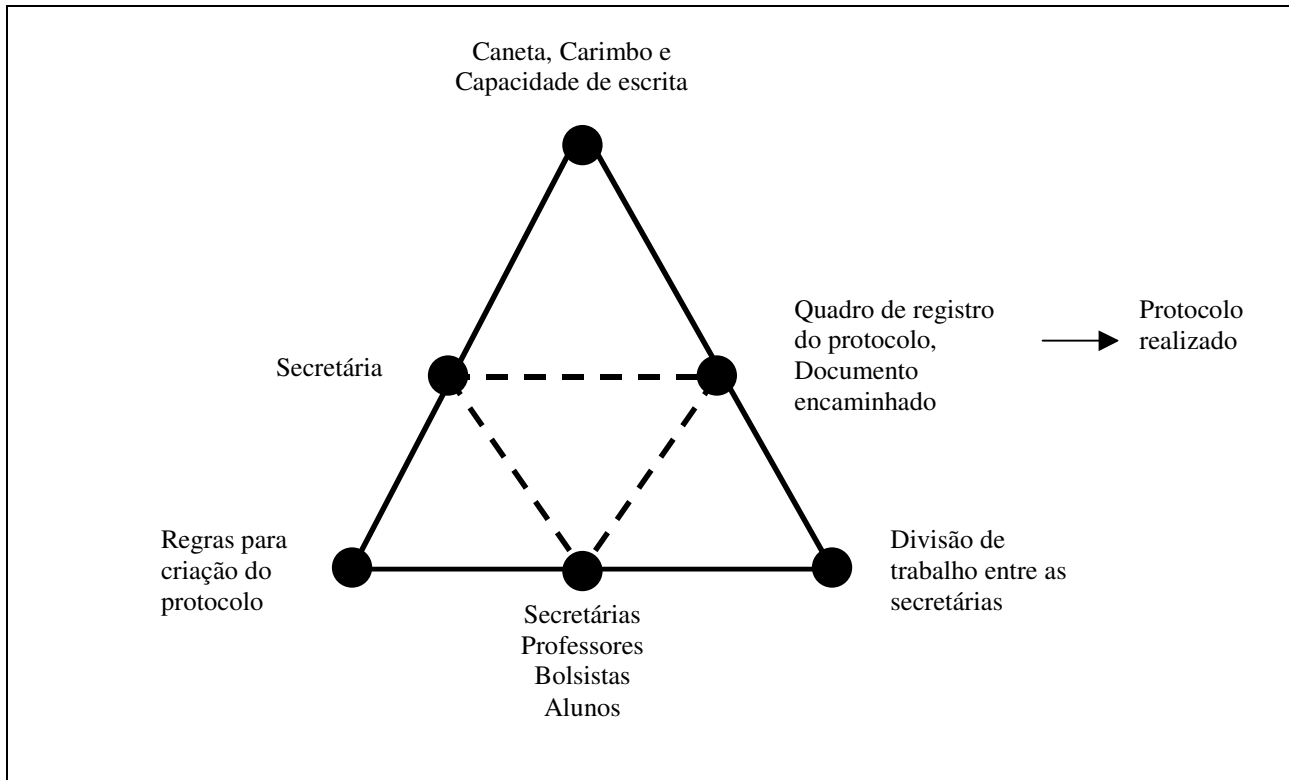 Caneta, Carimbo e
Capacidade de escrita
Secretária
Quadro de registro
do protocolo,
Documento
encaminhado
Protocolo
realizado
Regras para
criação do
protocolo
Secretárias
Professores
Bolsistas
Alunos
Divisão de
trabalho entre as
secretárias